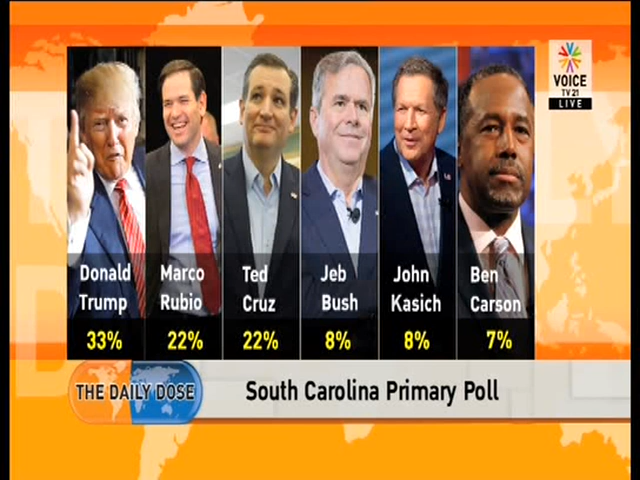 VOICE
TV 21
LIVE
Donald
Trump
33%
Marco
Rubio
22%
Ted
Cruz
22%
Jeb
Bush
8%
John
Kasich
8%
Ben
Carson
7%
THE DAILY DOSE
South Carolina Primary Poll